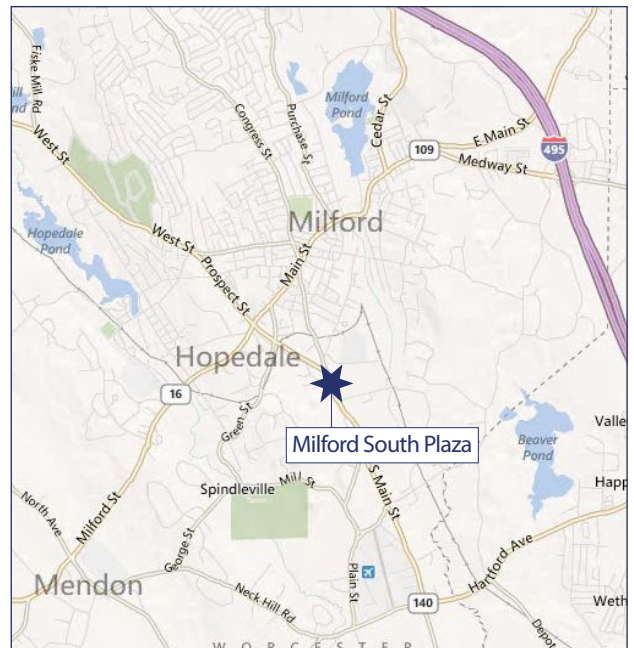 Fiske Mill Rd
West St
Hopedale
Pond
Congress St
Purchase St
Milford
Pond
Cedar St
109
E Main St
Medway St
495
Milford
West St
Prospect St
Main St
Hopedale
16
Green St
Milford South Plaza
Beaver
Pond
Valle
Happ
Spindleville
Mill St
S Main St
North Ave
Milford St
George St
Mendon
Neck Hill Rd
Plain St
140
Hartford Ave
Weth
Depot
WORCESTER